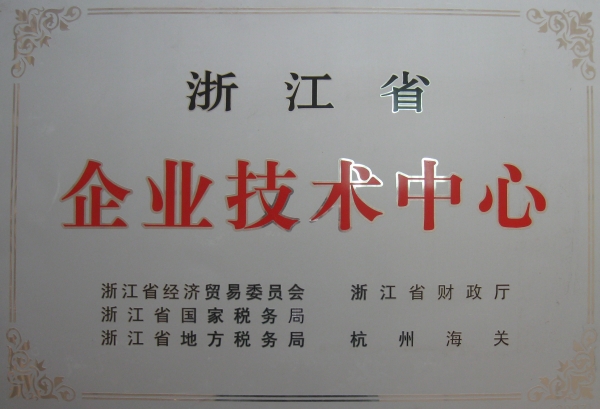 浙江省
企业技术中心
浙江省经济贸易委员会 浙江省财政厅
浙江省国家税务局
浙江省地方税务局 杭州海关